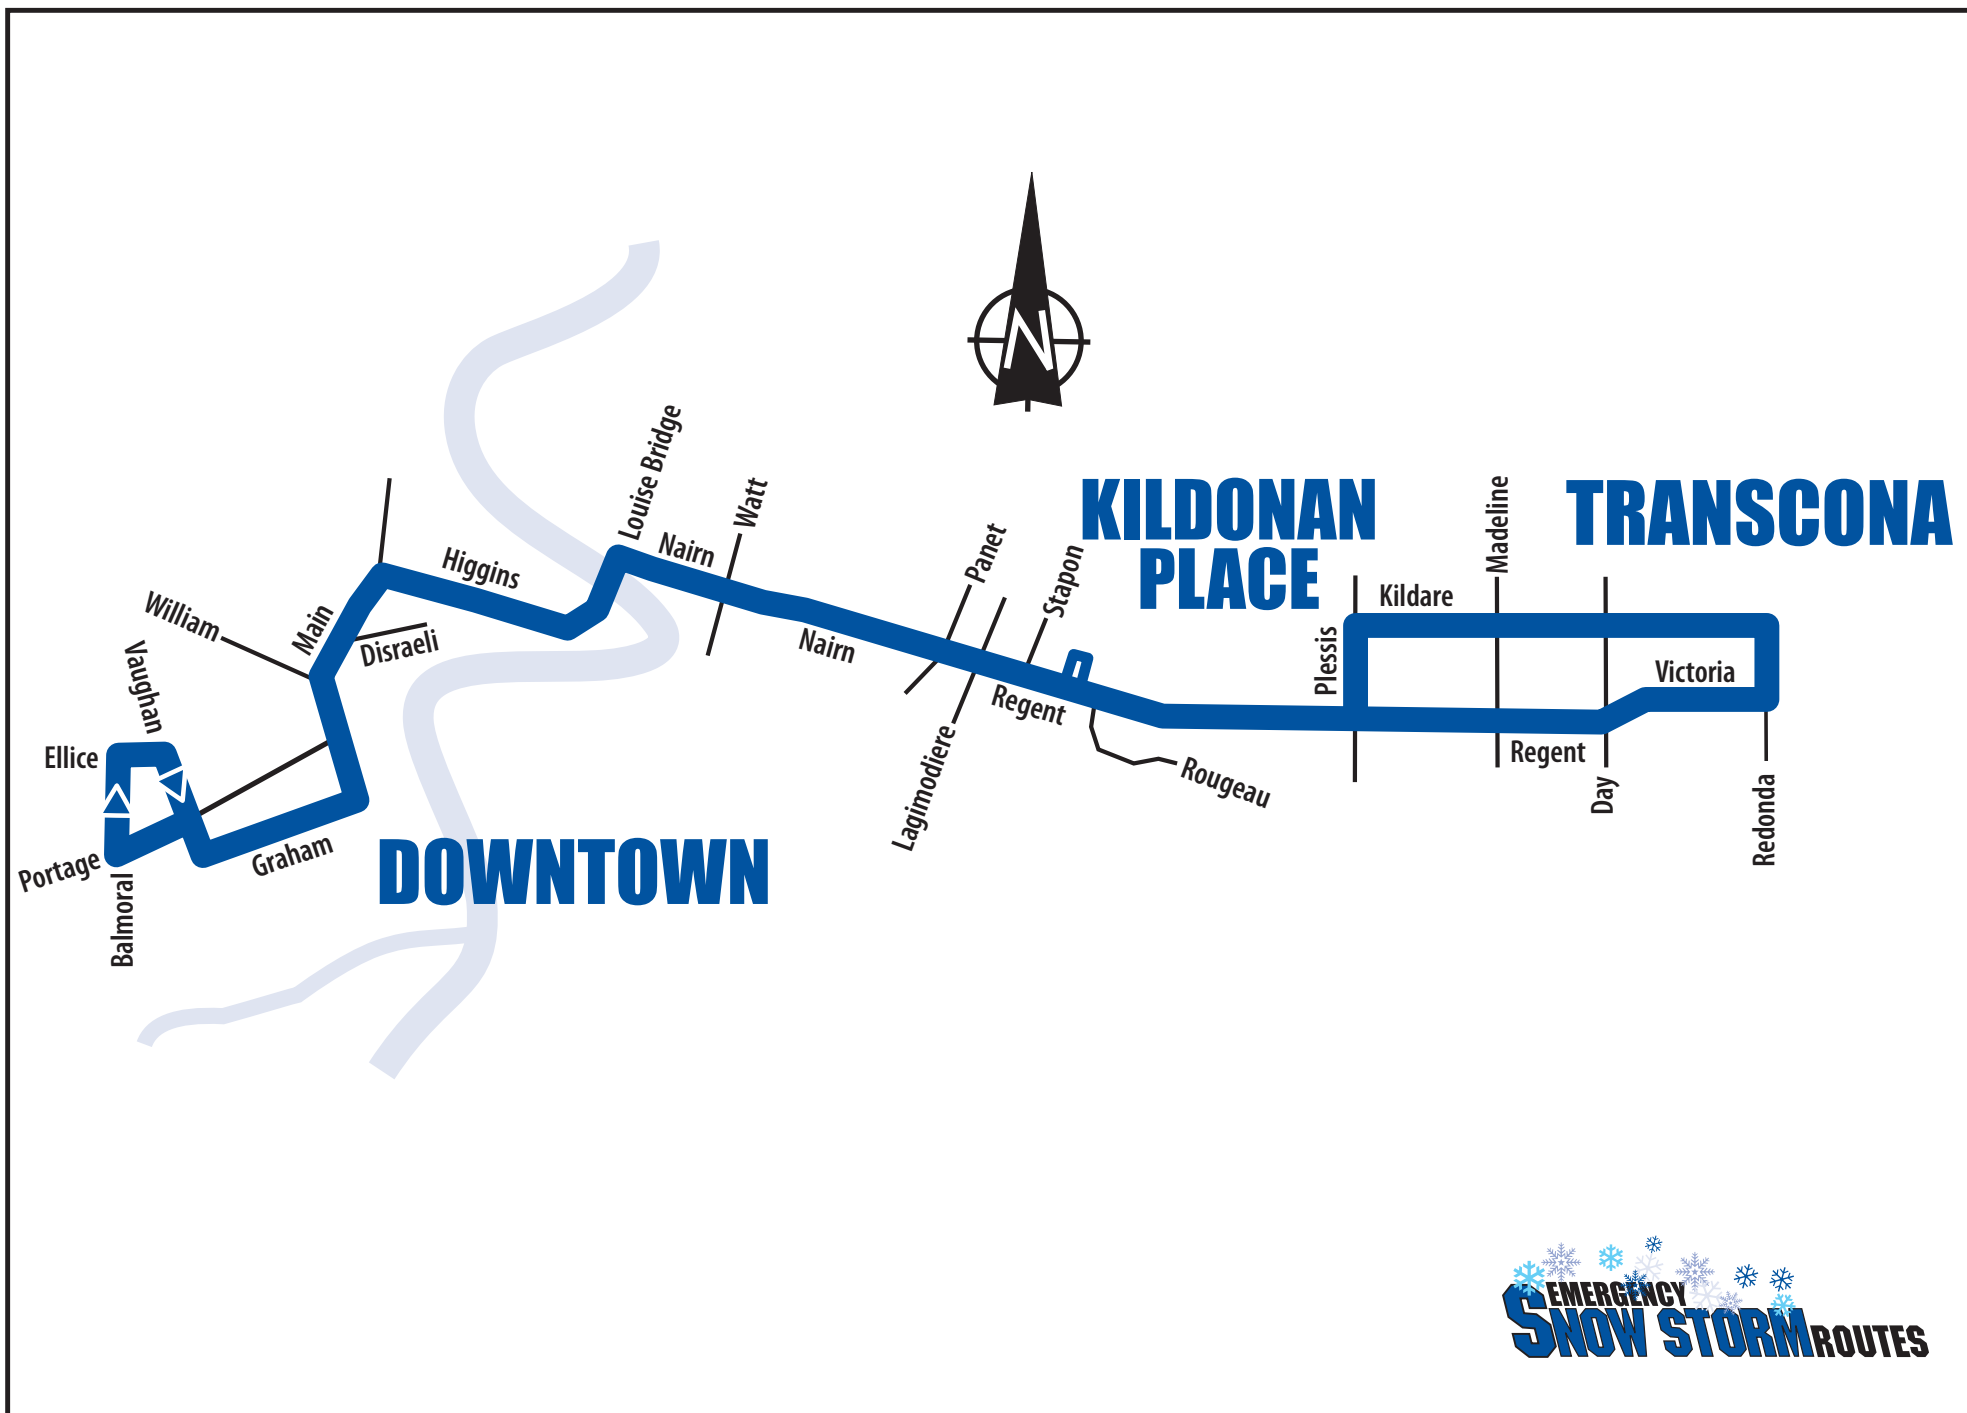 N
Louise Bridge
Watt
Nairn
Higgins
William
Main
Disraeli
Vaughan
Ellice
Portage
Balmoral
Graham
DOWNTOWN
Nairn
Panet
Stapon
Regent
Lagimodiere
Rougeau
KILDONAN
PLACE
TRANSCONA
Madeline
Kildare
Plessis
Victoria
Regent
Day
Redonda
EMERGENCY
SNOW STORM ROUTES